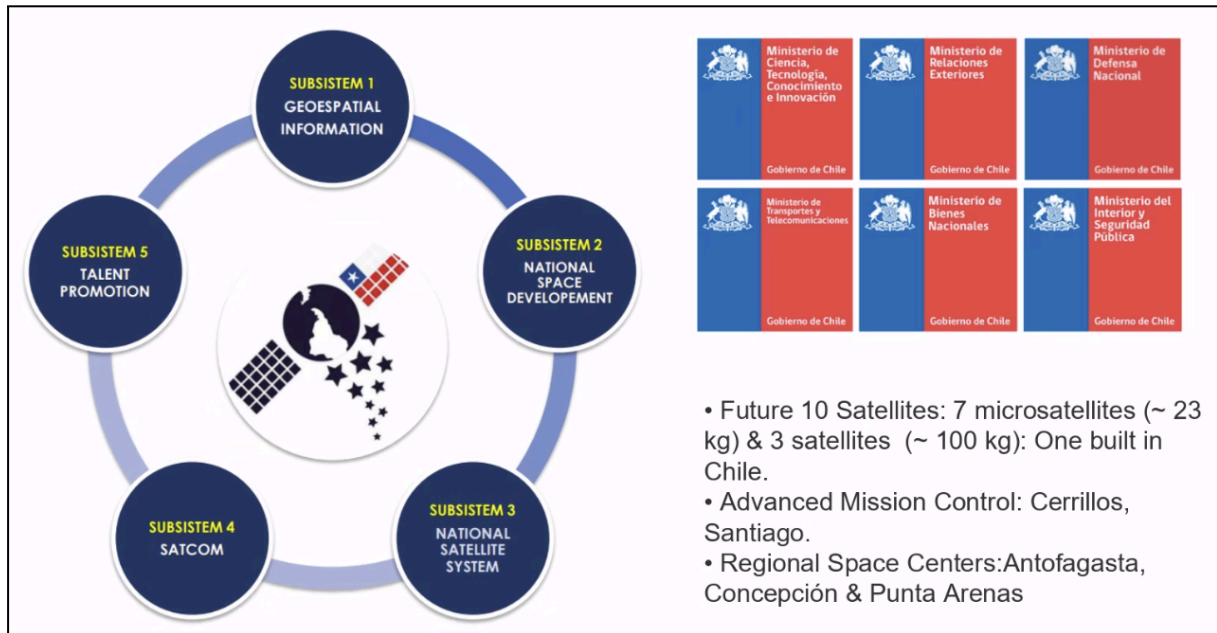 SUBSISTEM 1
GEOESPATIAL
INFORMATION
SUBSISTEM 2
NATIONAL
SPACE
DEVELOPEMENT
SUBSISTEM 3
NATIONAL
SATELLITE
SYSTEM
SUBSISTEM 4
SATCOM
SUBSISTEM 5
TALENT
PROMOTION
Ministerio de
Ciencia,
Tecnología,
Conocimiento
e Innovación
Gobierno de Chile
Ministerio de
Relaciones
Exteriores
Gobierno de Chile
Ministerio de
Defensa
Nacional
Gobierno de Chile
Ministerio de
Transportes y
Telecomunicaciones
Gobierno de Chile
Ministerio de
Bienes
Nacionales
Gobierno de Chile
Ministerio del
Interior y
Seguridad
Pública
Gobierno de Chile
• Future 10 Satellites: 7 microsatellites (~ 23
kg) & 3 satellites (~ 100 kg): One built in
Chile.
• Advanced Mission Control: Cerrillos,
Santiago.
• Regional Space Centers:Antofagasta,
Concepción & Punta Arenas